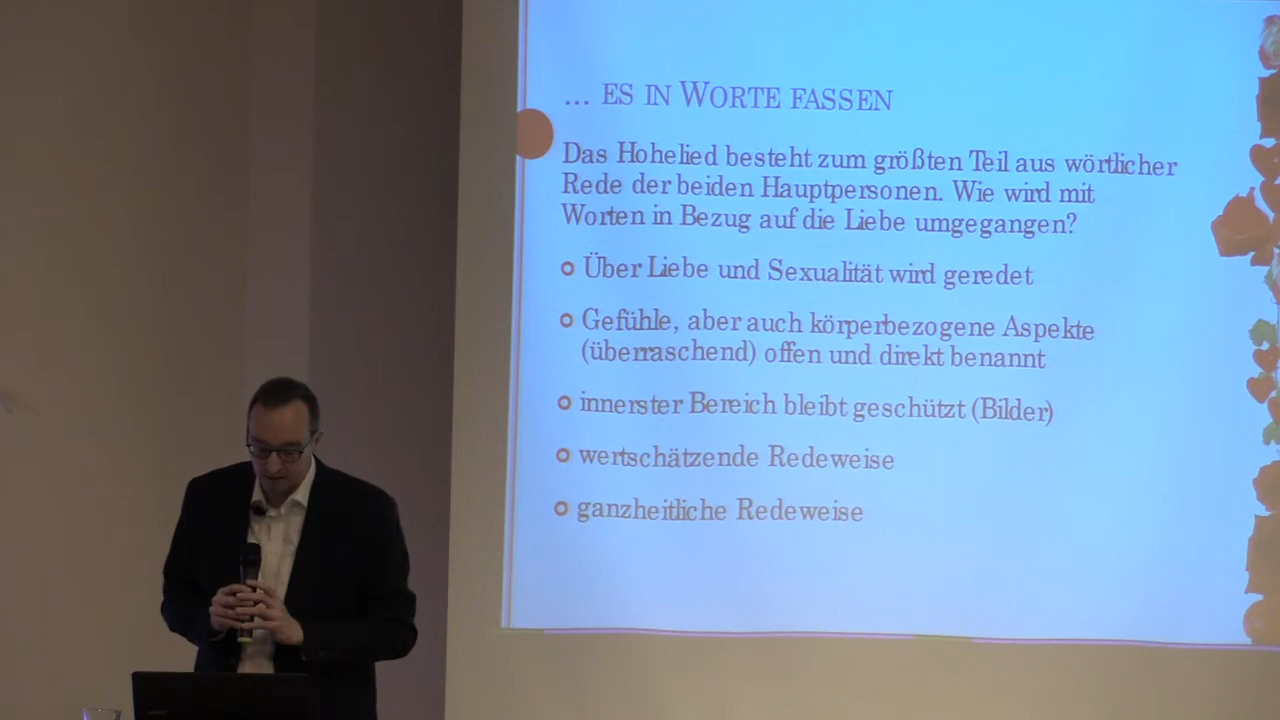 ... ES IN WORTE FASSEN
Das Hohelied besteht zum größten Teil aus wörtlicher
Rede der beiden Hauptpersonen. Wie wird mit
Worten in Bezug auf die Liebe umgegangen?
Über Liebe und Sexualität wird geredet
Gefühle, aber auch körperbezogene Aspekte
(überraschend) offen und direkt benannt
innerster Bereich bleibt geschützt (Bilder)
wertschätzende Redeweise
ganzheitliche Redeweise